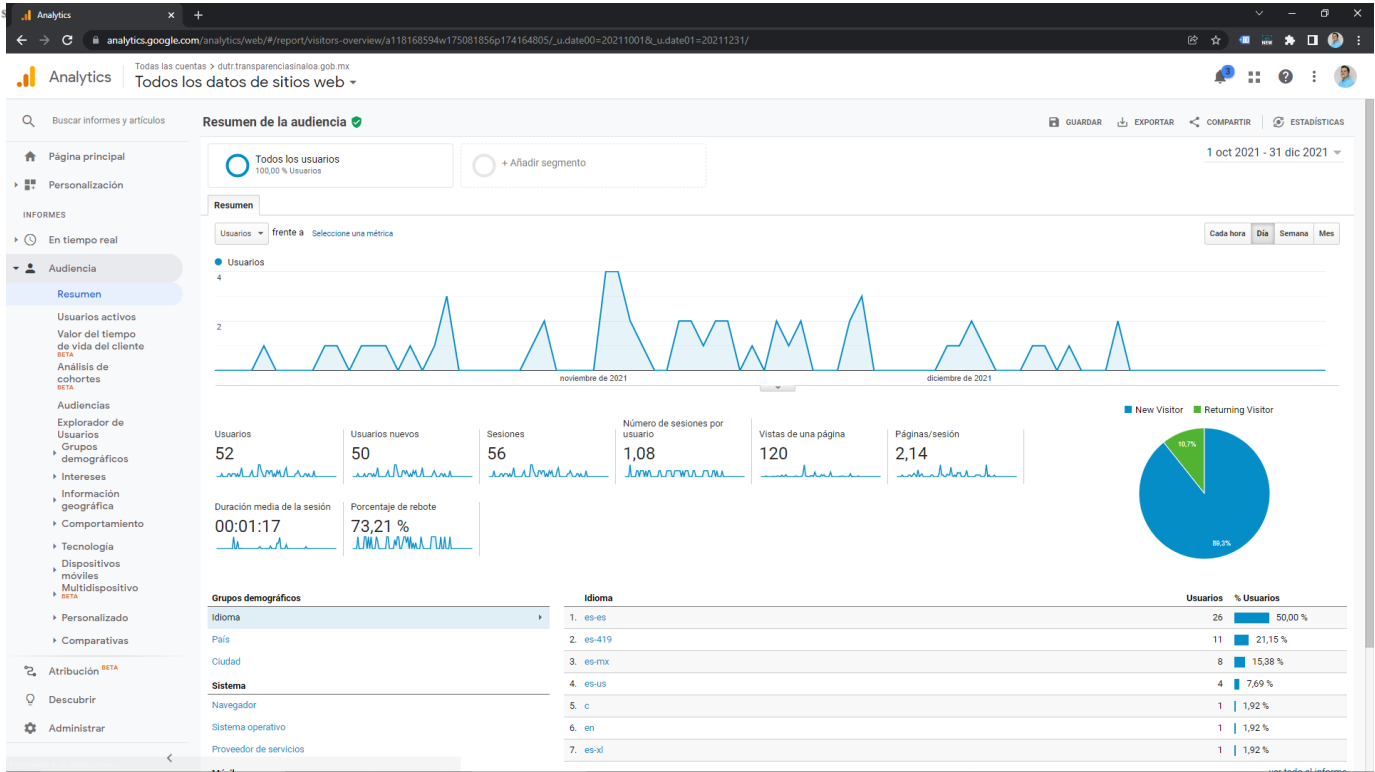 Analytics
analytics.google.com/analytics/web/#/report/visitors-overview/a118168594w175081856p174164805/_u.date00=20211001&_u.date01=20211231/
NEW
Analytics
Todas las cuentas > dutr.transparenciasinaloa.gob.mx
Todos los datos de sitios web
3
Buscar informes y artículos
Página principal
Personalización
INFORMES
En tiempo real
Audiencia
Resumen
Usuarios activos
Valor del tiempo
de vida del cliente
BETA
Análisis de
cohortes
BETA
Audiencias
Explorador de
Usuarios
Grupos
demográficos
Intereses
Información
geográfica
Comportamiento
Tecnología
Dispositivos
móviles
Multidispositivo
BETA
Personalizado
Comparativas
Atribución BETA
Descubrir
Administrar
Resumen de la audiencia
GUARDAR
EXPORTAR
COMPARTIR
ESTADÍSTICAS
Todos los usuarios
100,00 % Usuarios
+ Añadir segmento
1 oct 2021 - 31 dic 2021
Resumen
Usuarios frente a Seleccione una métrica
Cada hora Día Semana Mes
Usuarios
4
2
noviembre de 2021
diciembre de 2021
New Visitor Returning Visitor
10,7%
89,3%
Usuarios
52
Usuarios nuevos
50
Sesiones
56
Número de sesiones por
usuario
1,08
Vistas de una página
120
Páginas/sesión
2,14
Duración media de la sesión
00:01:17
Porcentaje de rebote
73,21 %
Grupos demográficos
Idioma
País
Ciudad
Sistema
Navegador
Sistema operativo
Proveedor de servicios
Idioma Usuarios % Usuarios
1. es-es 26 50,00 %
2. es-419 11 21,15 %
3. es-mx 8 15,38 %
4. es-us 4 7,69 %
5. c 1 1,92 %
6. en 1 1,92 %
7. es-xl 1 1,92 %